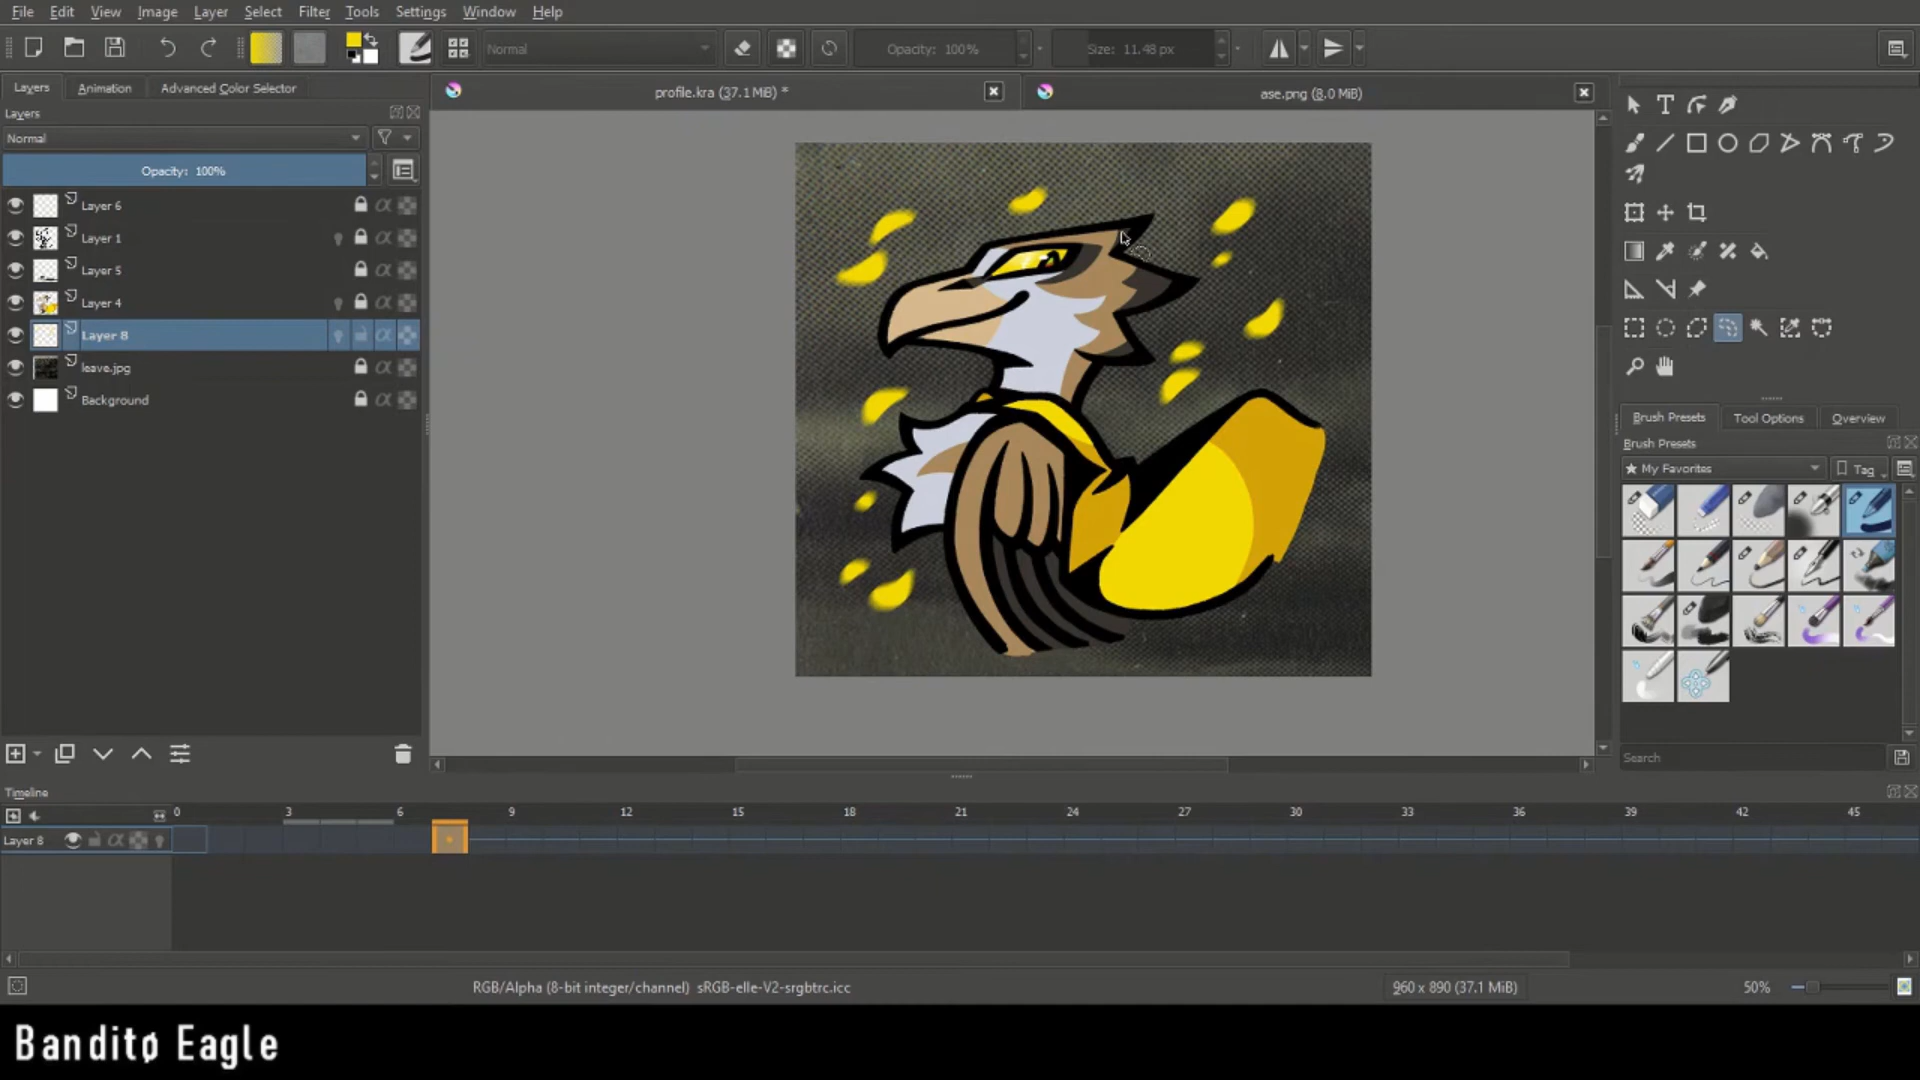 File Edit View Image Layer Select Filter Tools Settings Window Help
Normal Opacity: 100% Size: 11.48 px
Layers Animation Advanced Color Selector
profile.kra (37.1 MiB) * ase.png (8.0 MiB)
Layers
Normal
Opacity: 100%
Layer 6
Layer 1
Layer 5
Layer 4
Layer 8
leave.jpg
Background
Brush Presets Tool Options Overview
Brush Presets
★ My Favorites Tag
Search
Timeline
0 3 6 9 12 15 18 21 24 27 30 33 36 39 42 45
Layer 8
RGB/Alpha (8-bit integer/channel) sRGB-elle-V2-srgbtrc.icc 960 x 890 (37.1 MiB) 50%
Banditø Eagle